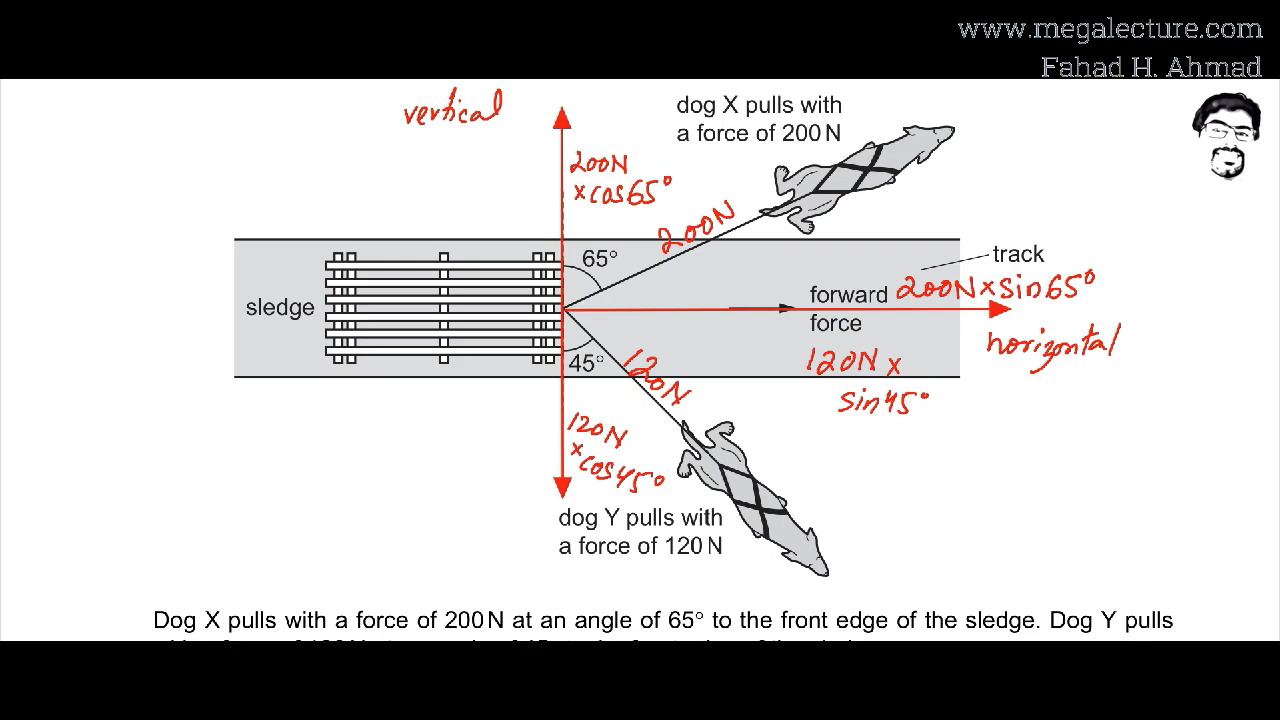 www.megalecture.com
Fahad H. Ahmad
vertical
dog X pulls with
a force of 200 N
200N
×cos65°
200N
65°
track
sledge
forward
force
200N×sin65°
horizontal
45°
120N
120N ×
sin45°
120N
×cos45°
dog Y pulls with
a force of 120 N
Dog X pulls with a force of 200 N at an angle of 65° to the front edge of the sledge. Dog Y pulls